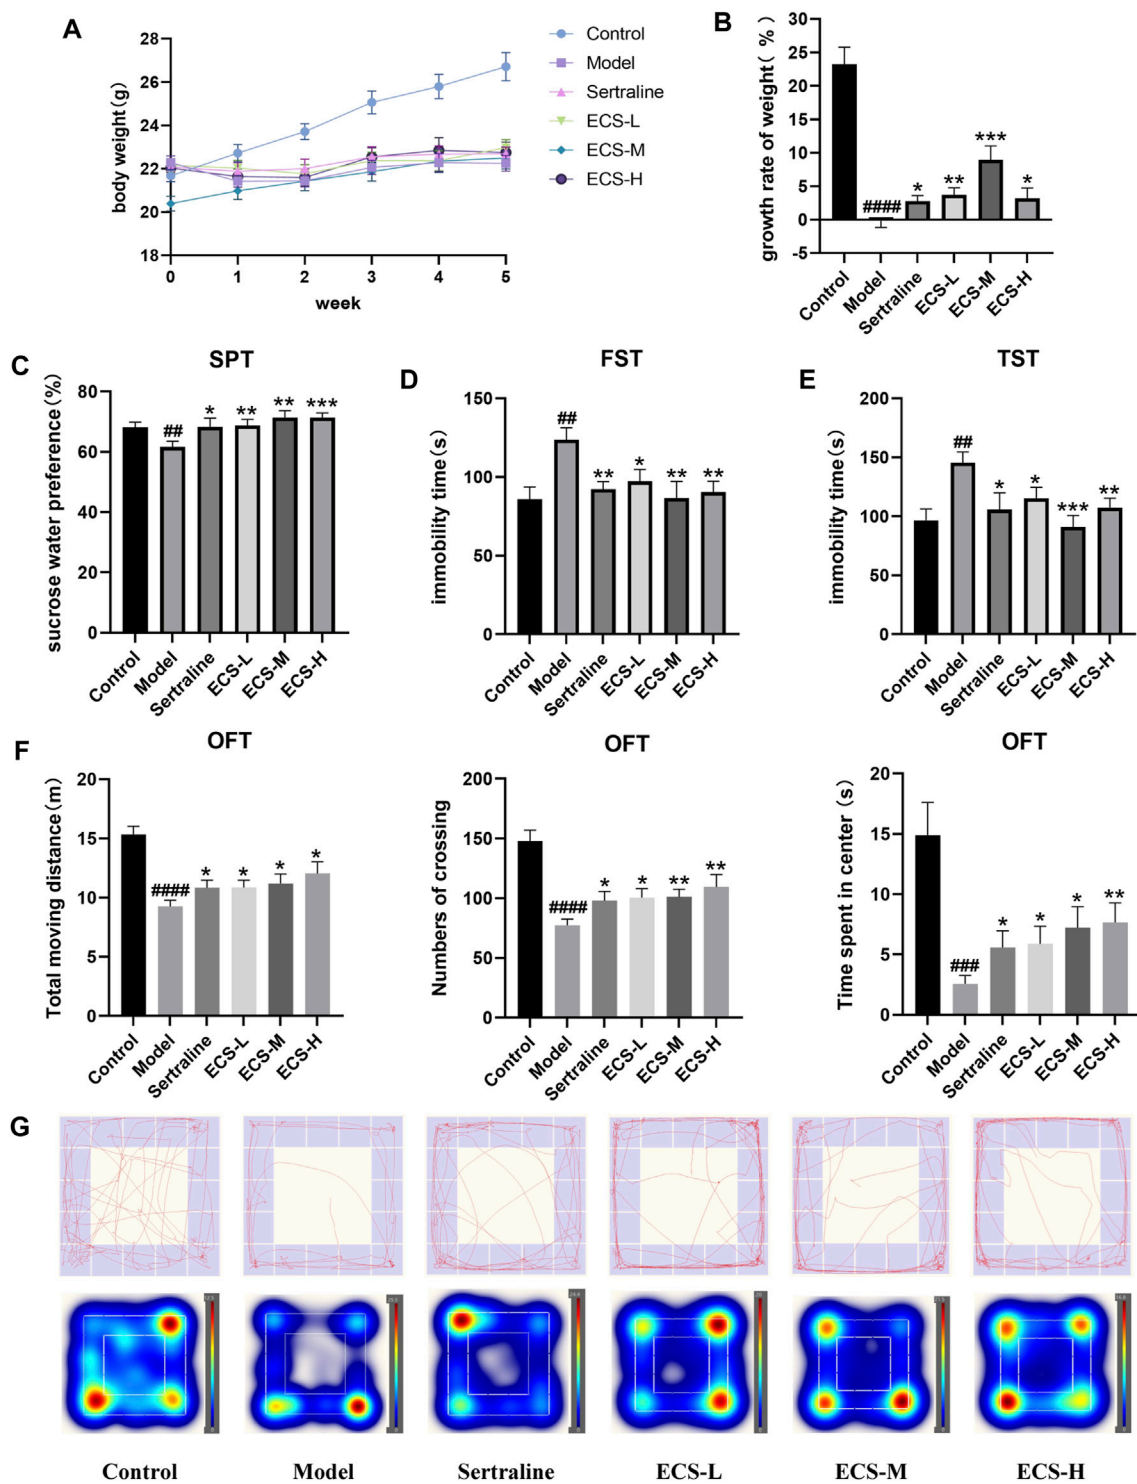 A
28
26
24
22
20
18
body weight(g)
0 1 2 3 4 5
week
Control
Model
Sertraline
ECS-L
ECS-M
ECS-H
B
30
25
20
15
10
5
0
-5
growth rate of weight(%)
####
*
**
***
*
Control
Model
Sertraline
ECS-L
ECS-M
ECS-H
C
SPT
80
60
40
20
0
sucrose water preference(%)
##
*
**
**
***
Control
Model
Sertraline
ECS-L
ECS-M
ECS-H
D
FST
150
100
50
0
immobility time(s)
##
**
*
**
**
Control
Model
Sertraline
ECS-L
ECS-M
ECS-H
E
TST
200
150
100
50
0
immobility time(s)
##
*
*
***
**
Control
Model
Sertraline
ECS-L
ECS-M
ECS-H
F
OFT
20
15
10
5
0
Total moving distance(m)
####
*
*
*
*
Control
Model
Sertraline
ECS-L
ECS-M
ECS-H
OFT
200
150
100
50
0
Numbers of crossing
####
*
*
**
**
Control
Model
Sertraline
ECS-L
ECS-M
ECS-H
OFT
20
15
10
5
0
Time spent in center (s)
###
*
*
*
**
Control
Model
Sertraline
ECS-L
ECS-M
ECS-H
G
Control Model Sertraline ECS-L ECS-M ECS-H